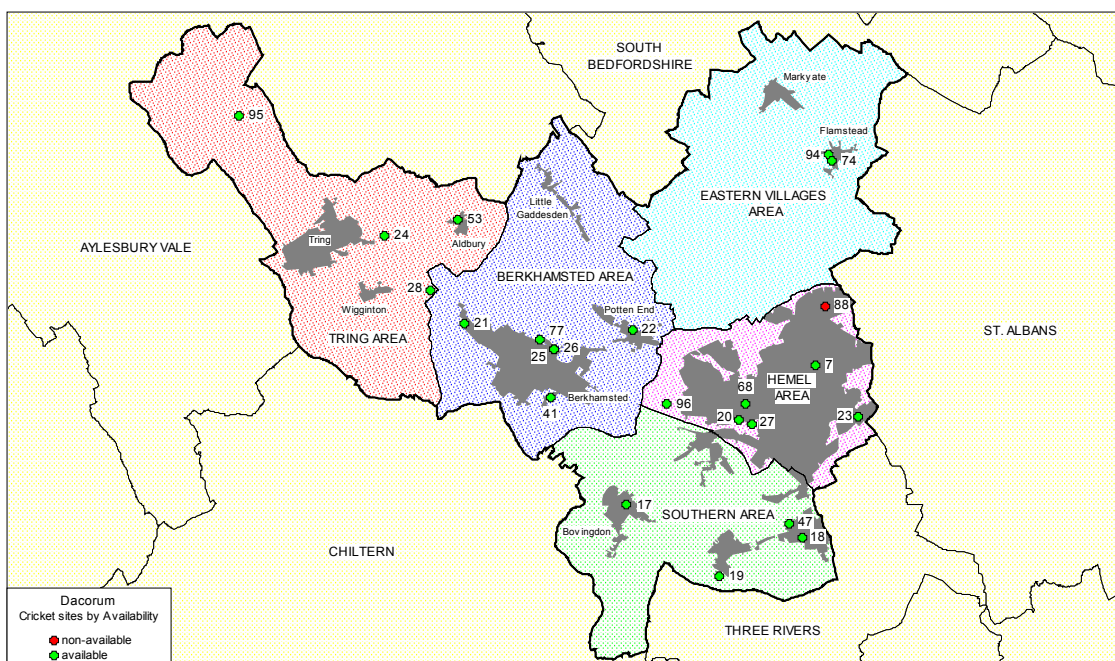 SOUTH
BEDFORDSHIRE
Markyate
95
Flamstead
94
74
EASTERN VILLAGES
AREA
Little
Gaddesden
53
24
Tring
Aldbury
AYLESBURY VALE
BERKHAMSTED AREA
28
Wigginton
Potten End
88
21
22
ST. ALBANS
TRING AREA
77
25
26
7
HEMEL
AREA
68
96
41
Berkhamsted
20
27
23
17
SOUTHERN AREA
47
Bovingdon
18
CHILTERN
19
THREE RIVERS
Dacorum
Cricket sites by Availability
non-available
available